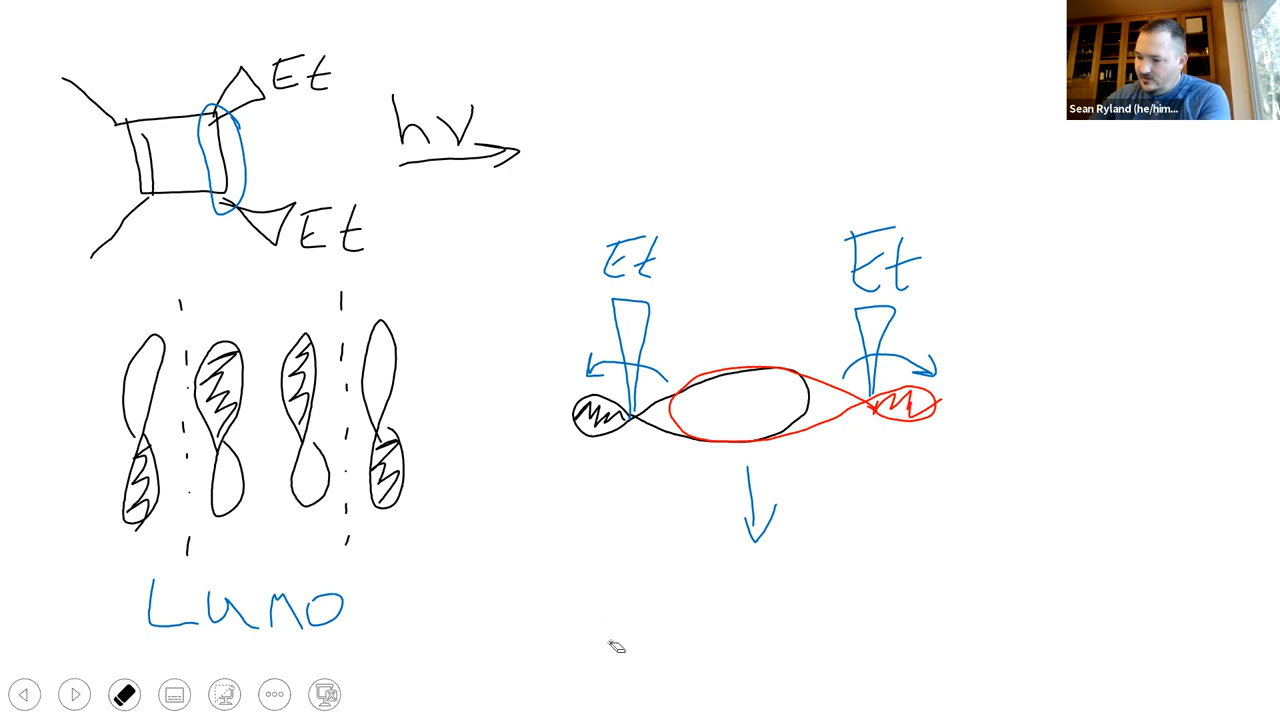 Et
hν
Et
Et
Et
LUMO
Sean Ryland (he/him...